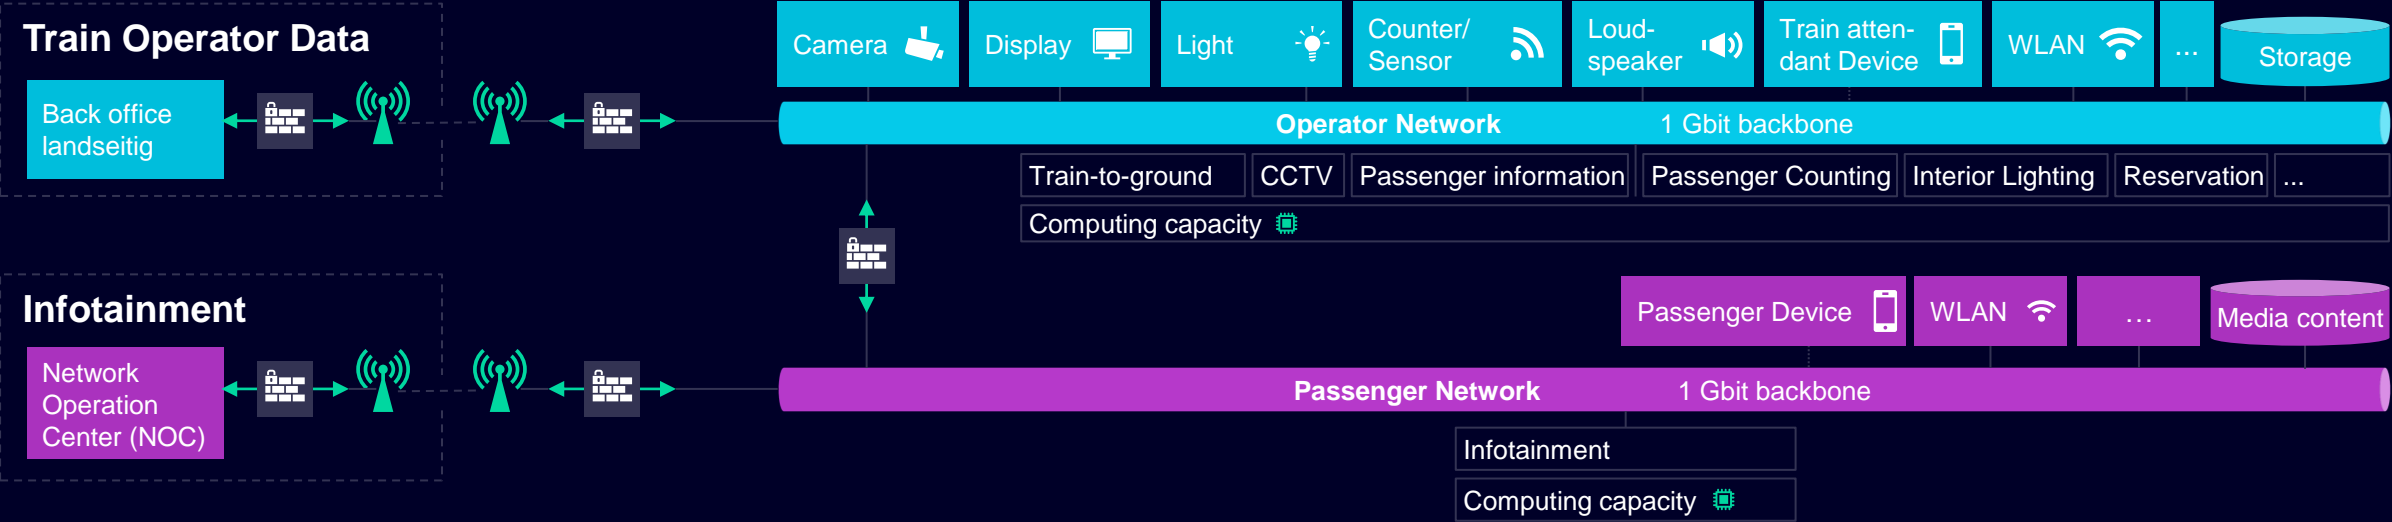 Train Operator Data
Back office
landseitig
Camera
Display
Light
Counter/
Sensor
Loud-
speaker
Train atten-
dant Device
WLAN
...
Storage
Operator Network 1 Gbit backbone
Train-to-ground
CCTV
Passenger information
Passenger Counting
Interior Lighting
Reservation
...
Computing capacity
Infotainment
Network
Operation
Center (NOC)
Passenger Device
WLAN
...
Media content
Passenger Network 1 Gbit backbone
Infotainment
Computing capacity